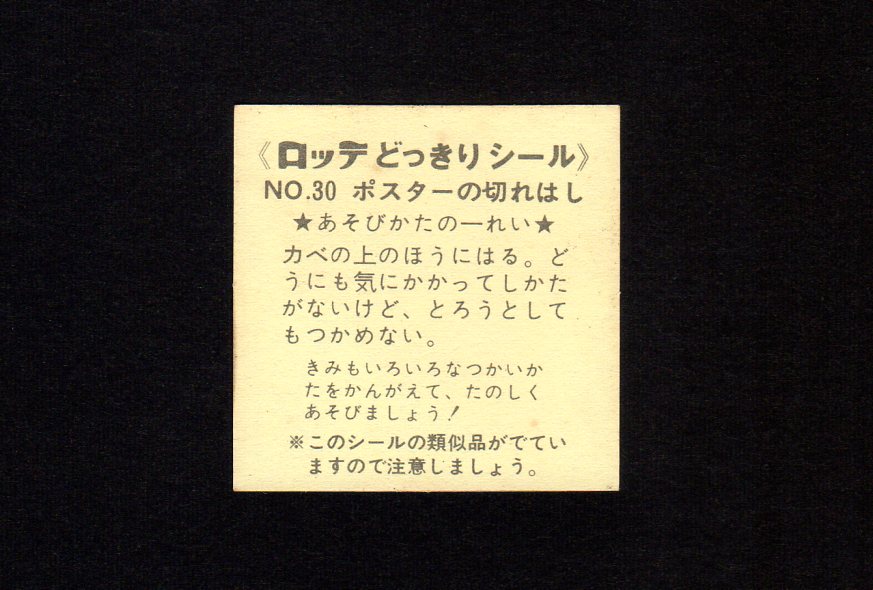 《ロッテどっきりシール》
NO.30 ポスターの切れはし
★あそびかたの一れい★
カベの上のほうにはる。ど
うにも気にかかってしかた
がないけど、とろうとして
もつかめない。
きみもいろいろなつかいか
たをかんがえて、たのしく
あそびましょう!
※このシールの類似品がでてい
ますので注意しましょう。